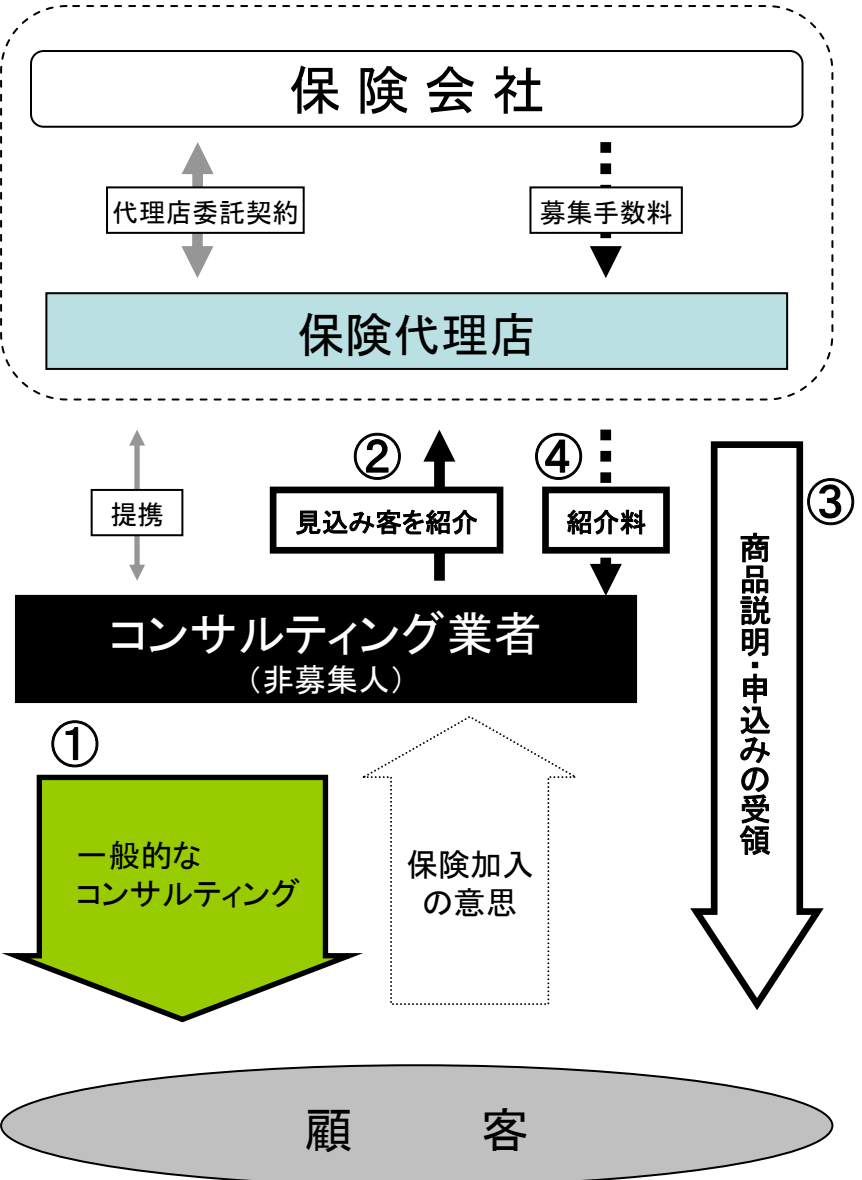 保険会社
代理店委託契約
募集手数料
保険代理店
提携
②
見込み客を紹介
④
紹介料
③
商品説明・申込みの受領
コンサルティング業者
（非募集人）
①
一般的な
コンサルティング
保険加入
の意思
顧客